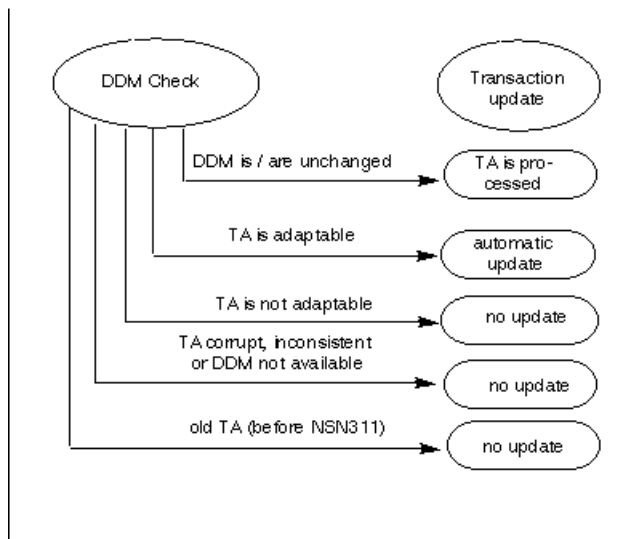 DDM Check
Transaction
update
DDM is / are unchanged
TA is pro-
cessed
TA is adaptable
automatic
update
TA is not adaptable
no update
TA corrupt, inconsistent
or DDM not available
no update
old TA (before NSN311)
no update